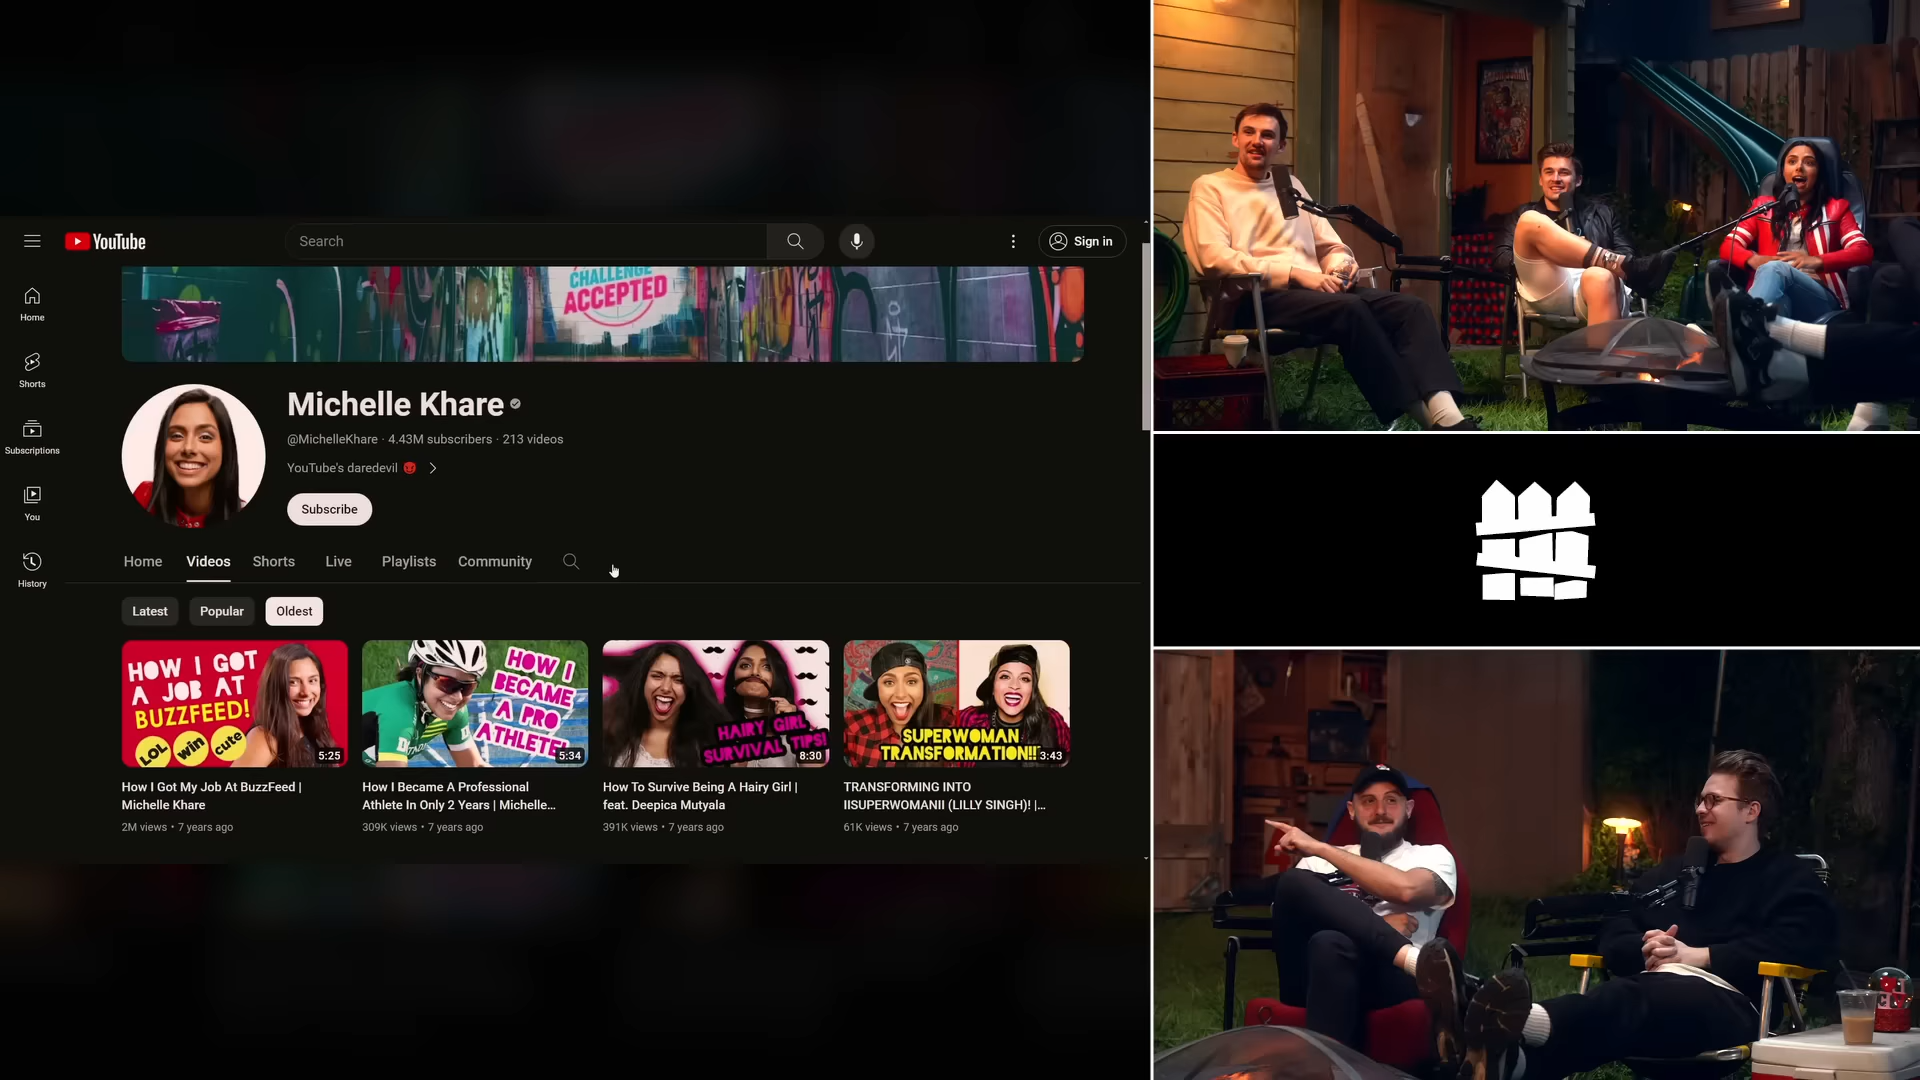 YouTube
Search
Sign in
CHALLENGE
ACCEPTED
Home
Shorts
Subscriptions
You
History
Michelle Khare
@MichelleKhare · 4.43M subscribers · 213 videos
YouTube's daredevil
Subscribe
Home Videos Shorts Live Playlists Community
Latest Popular Oldest
HOW I GOT
A JOB AT
BUZZFEED!
LOL win cute
5:25
How I Got My Job At BuzzFeed |
Michelle Khare
2M views • 7 years ago
HOW I
BECAME
A PRO
ATHLETE!
5:34
How I Became A Professional
Athlete In Only 2 Years | Michelle...
309K views • 7 years ago
HAIRY GIRL
SURVIVAL TIPS!
8:30
How To Survive Being A Hairy Girl |
feat. Deepica Mutyala
391K views • 7 years ago
SUPERWOMAN
TRANSFORMATION!!
3:43
TRANSFORMING INTO
IISUPERWOMANII (LILLY SINGH)! |...
61K views • 7 years ago